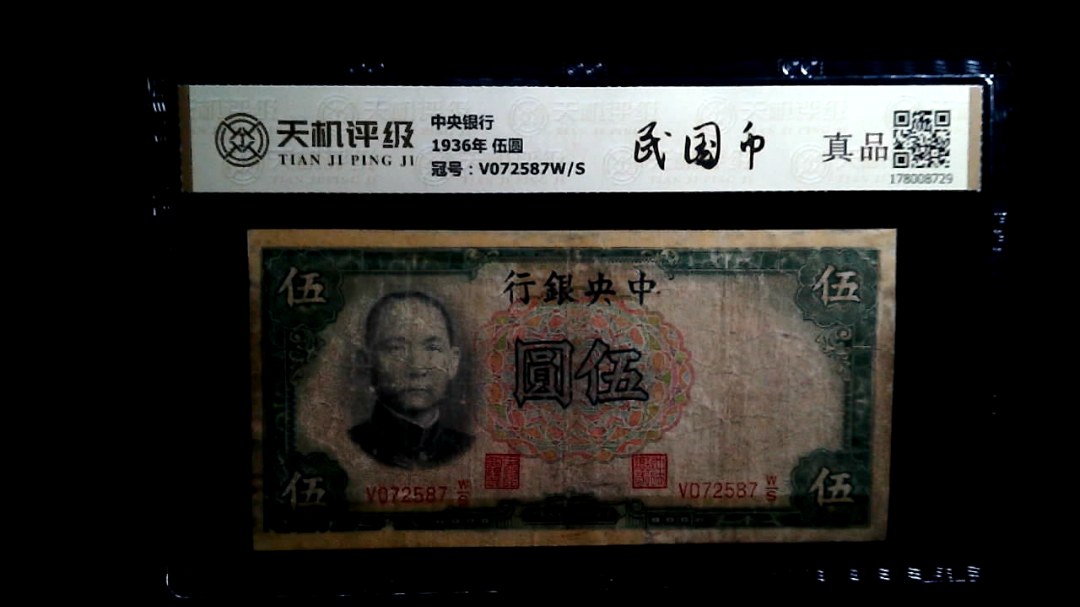 天机评级
TIAN JI PING JI
中央银行
1936年 伍圆
冠号：V072587W/S
民国币
真品
178008729
伍
行銀央中
伍
圓伍
伍
V072587 W/S
V072587 W/S
伍